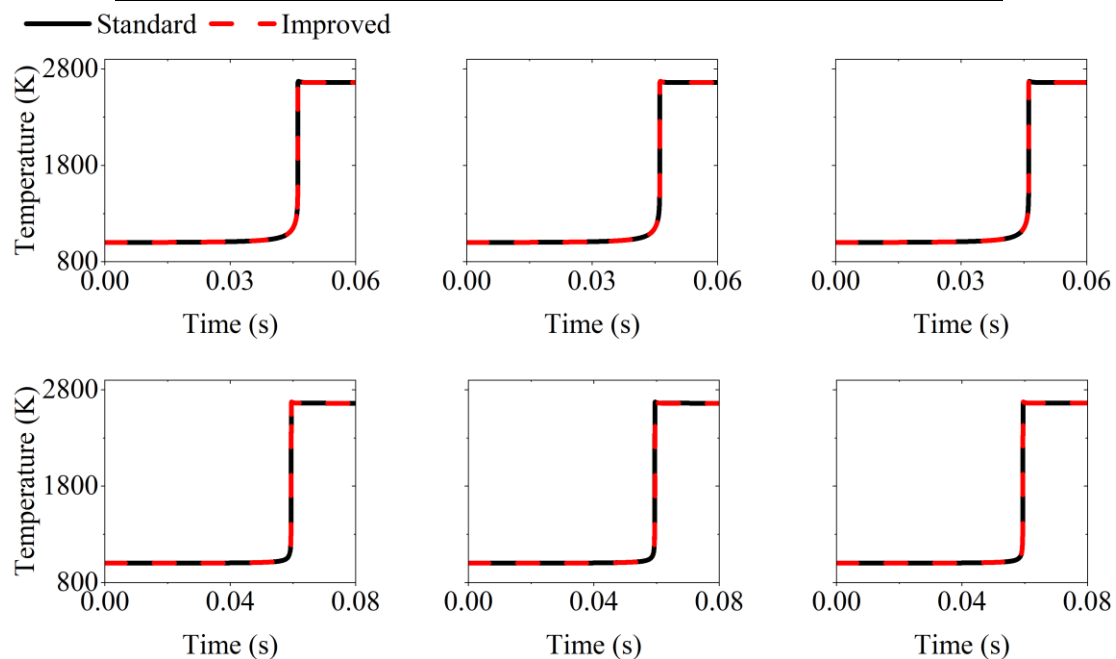 Standard Improved
Temperature (K)
2800
1800
800
0.00 0.03 0.06
Time (s)
0.00 0.03 0.06
Time (s)
0.00 0.03 0.06
Time (s)
Temperature (K)
2800
1800
800
0.00 0.04 0.08
Time (s)
0.00 0.04 0.08
Time (s)
0.00 0.04 0.08
Time (s)